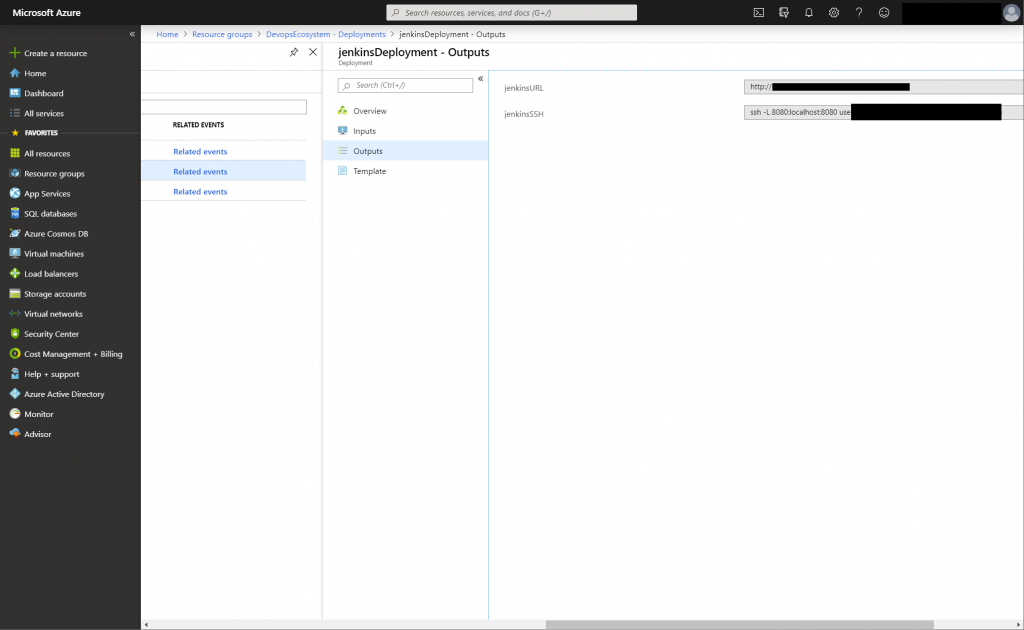 Microsoft Azure
Search resources, services, and docs (G+/)
Home > Resource groups > DevopsEcosystem - Deployments > jenkinsDeployment - Outputs
Create a resource
Home
Dashboard
All services
FAVORITES
All resources
Resource groups
App Services
SQL databases
Azure Cosmos DB
Virtual machines
Load balancers
Storage accounts
Virtual networks
Security Center
Cost Management + Billing
Help + support
Azure Active Directory
Monitor
Advisor
RELATED EVENTS
Related events
Related events
Related events
jenkinsDeployment - Outputs
Deployment
Search (Ctrl+/)
Overview
Inputs
Outputs
Template
jenkinsURL
http://
jenkinsSSH
ssh -L 8080:localhost:8080 use